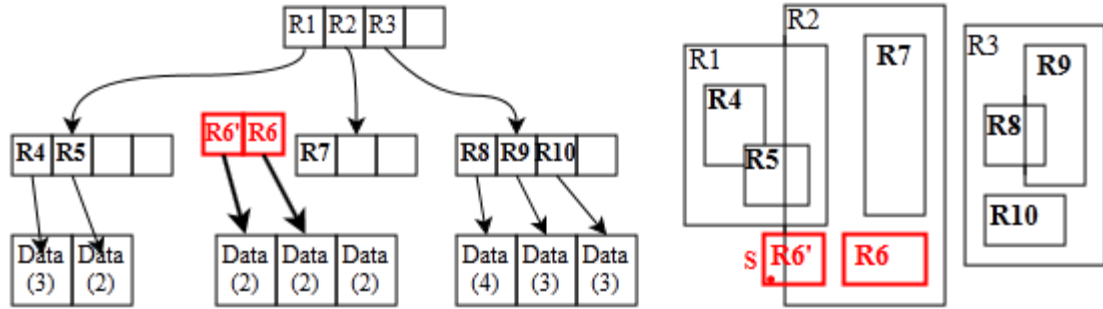 R1 R2 R3
R6' R6
R4 R5
R7
R8 R9 R10
Data Data
(3) (2)
Data Data Data
(2) (2) (2)
Data Data Data
(4) (3) (3)
R2
R1
R7
R3
R9
R4
R8
R5
R10
S R6' R6